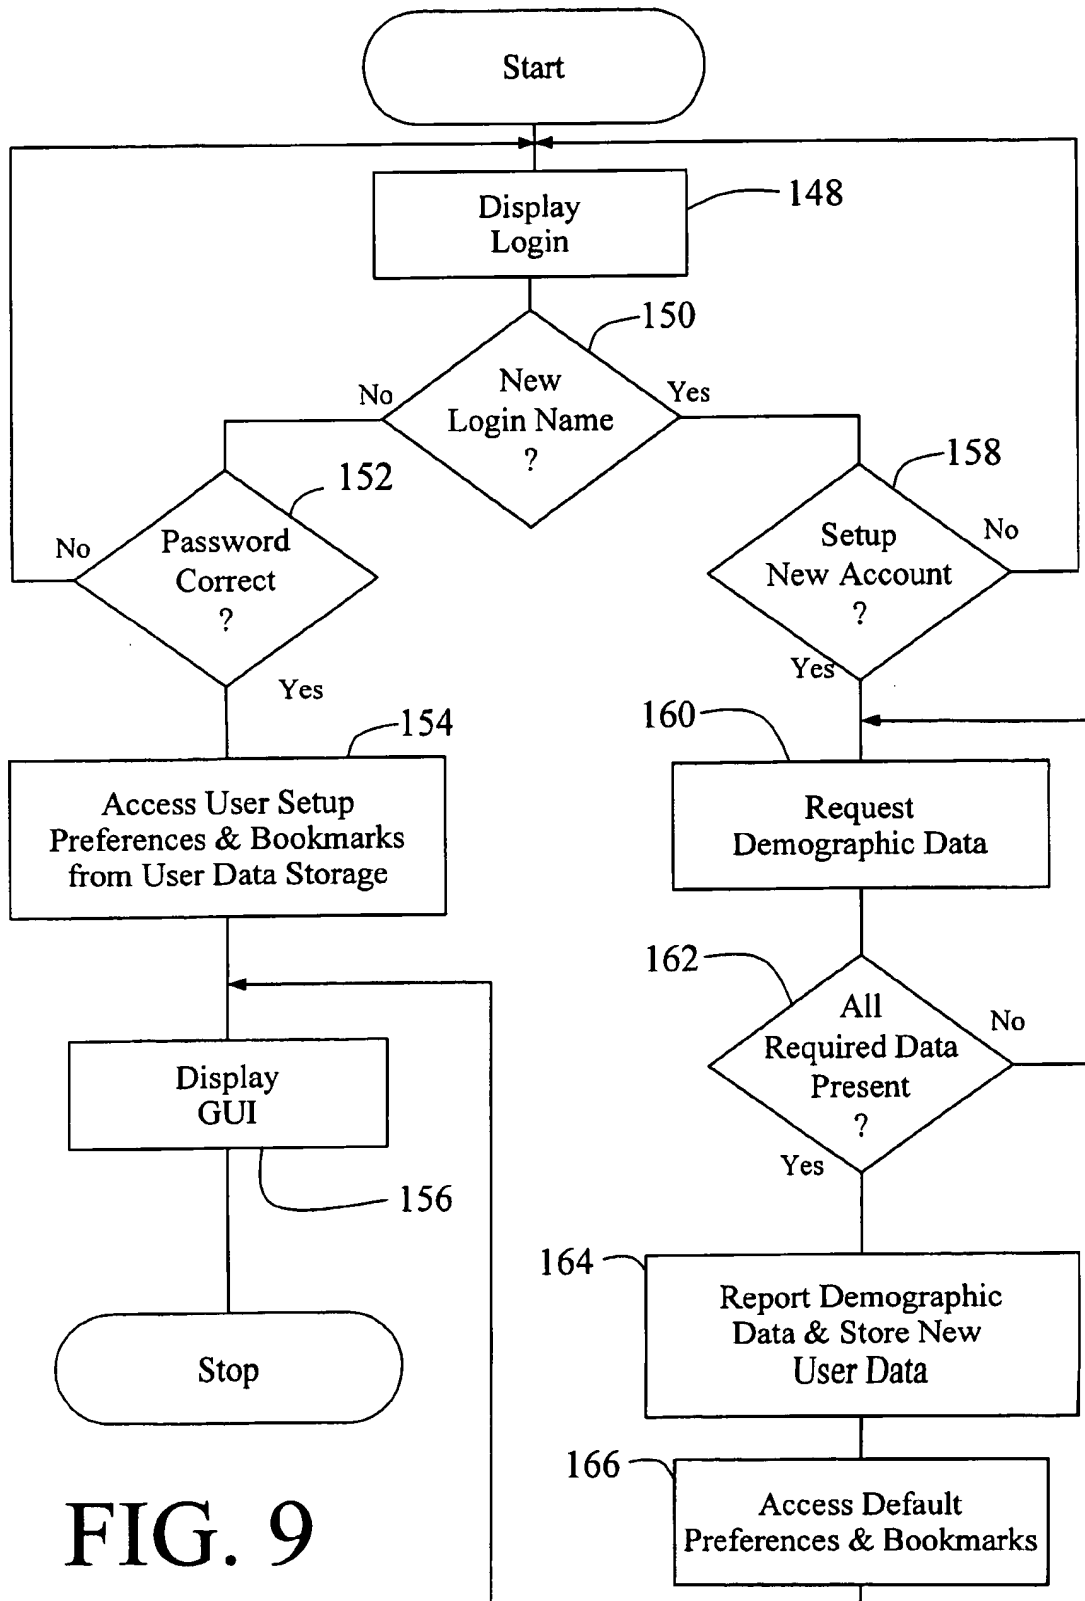 Start
Display
Login
148
150
New
Login Name
?
No
Yes
152
Password
Correct
?
No
Yes
158
Setup
New Account
?
No
Yes
154
Access User Setup
Preferences & Bookmarks
from User Data Storage
160
Request
Demographic Data
162
All
Required Data
Present
?
No
Yes
Display
GUI
156
164
Report Demographic
Data & Store New
User Data
Stop
166
Access Default
Preferences & Bookmarks
FIG. 9